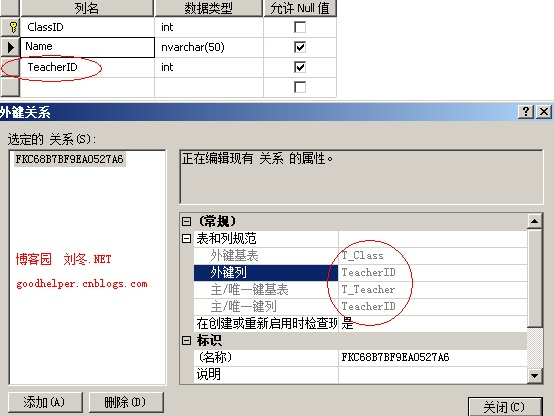 列名 数据类型 允许 Null 值
ClassID int
Name nvarchar(50)
TeacherID int
外键关系
选定的 关系(S):
FKC68B7BF9EA0527A6
正在编辑现有 关系 的属性。
(常规)
表和列规范
外键基表 T_Class
外键列 TeacherID
主/唯一键基表 T_Teacher
主/唯一键列 TeacherID
在创建或重新启用时检查现 是
标识
(名称) FKC68B7BF9EA0527A6
说明
博客园 刘冬.NET
goodhelper.cnblogs.com
添加(A) 删除(D) 关闭(C)